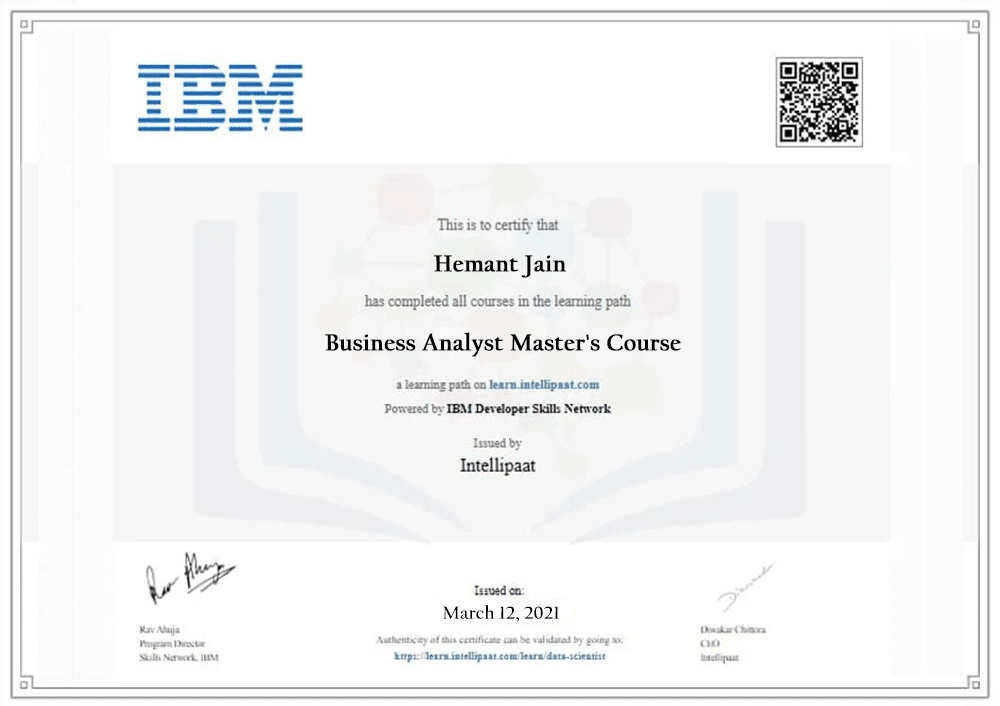 IBM
This is to certify that
Hemant Jain
has completed all courses in the learning path
Business Analyst Master's Course
a learning path on learn.intellipaat.com
Powered by IBM Developer Skills Network
Issued by
Intellipaat
Rav Ahuja
Program Director
Skills Network, IBM
Issued on:
March 12, 2021
Authenticity of this certificate can be validated by going to:
https://learn.intellipaat.com/learn/data-scientist
Diwakar Chittora
CEO
Intellipaat